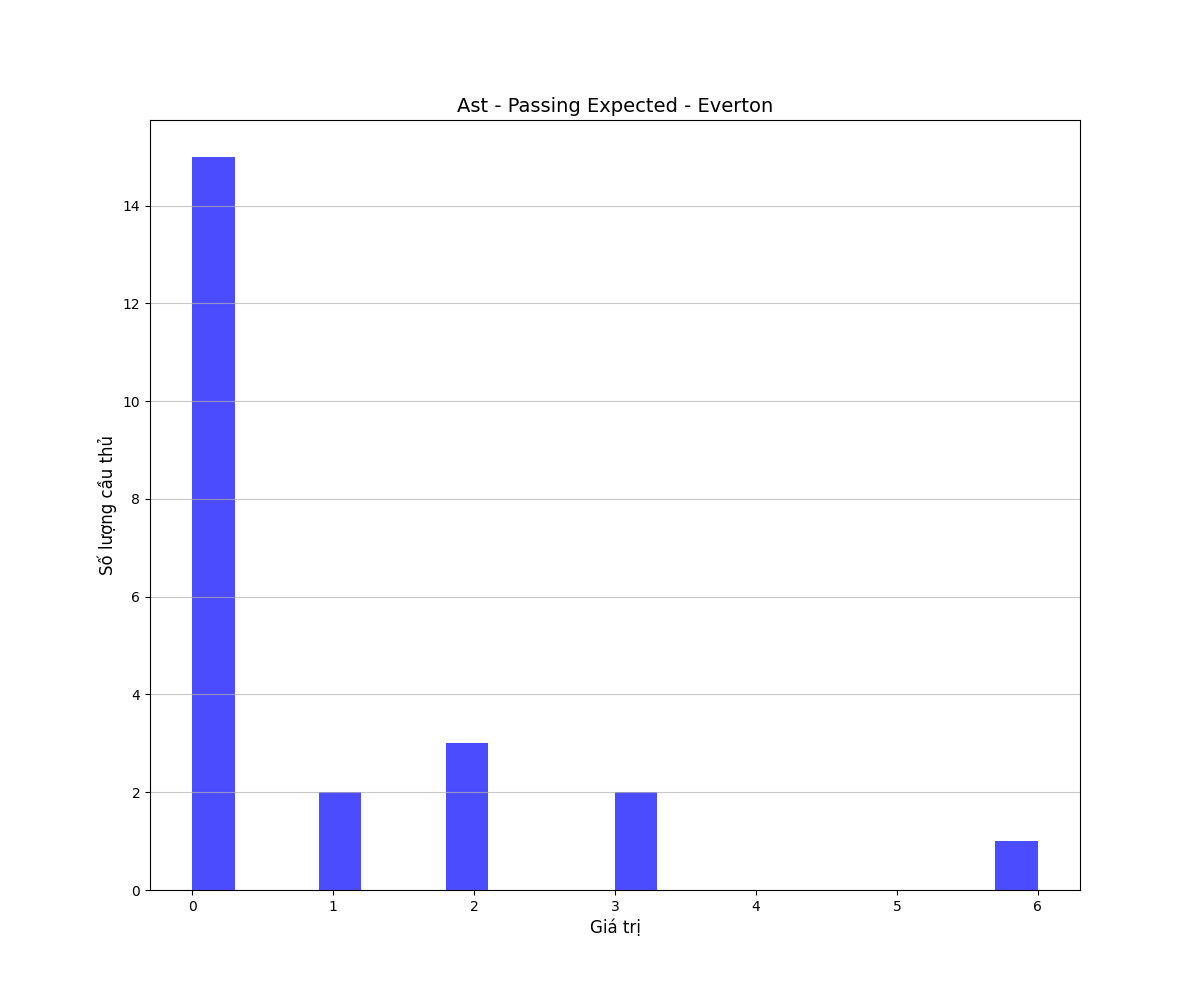 Ast - Passing Expected - Everton
Số lượng cầu thủ
14
12
10
8
6
4
2
0
0 1 2 3 4 5 6
Giá trị